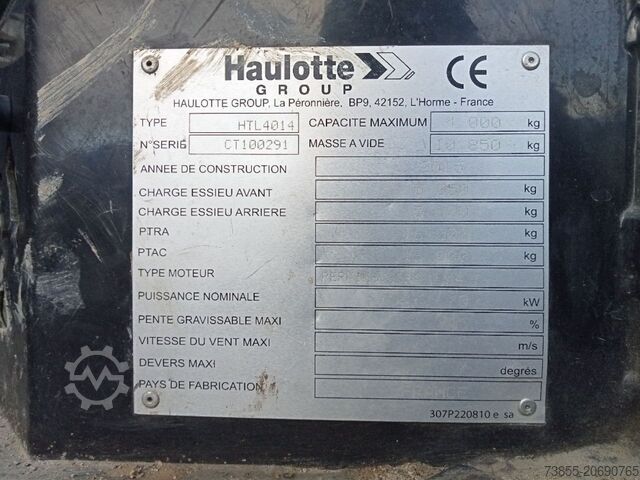 Haulotte
GROUP
CE
HAULOTTE GROUP, La Péronnière, BP9, 42152, L'Horme - France
TYPE HTL4014 CAPACITE MAXIMUM 4 000 kg
N°SERIE CT100291 MASSE A VIDE 10 850 kg
ANNEE DE CONSTRUCTION
CHARGE ESSIEU AVANT kg
CHARGE ESSIEU ARRIERE kg
PTRA kg
PTAC kg
TYPE MOTEUR
PUISSANCE NOMINALE kW
PENTE GRAVISSABLE MAXI %
VITESSE DU VENT MAXI m/s
DEVERS MAXI degrés
PAYS DE FABRICATION
307P220810 e sa
73855-20690765